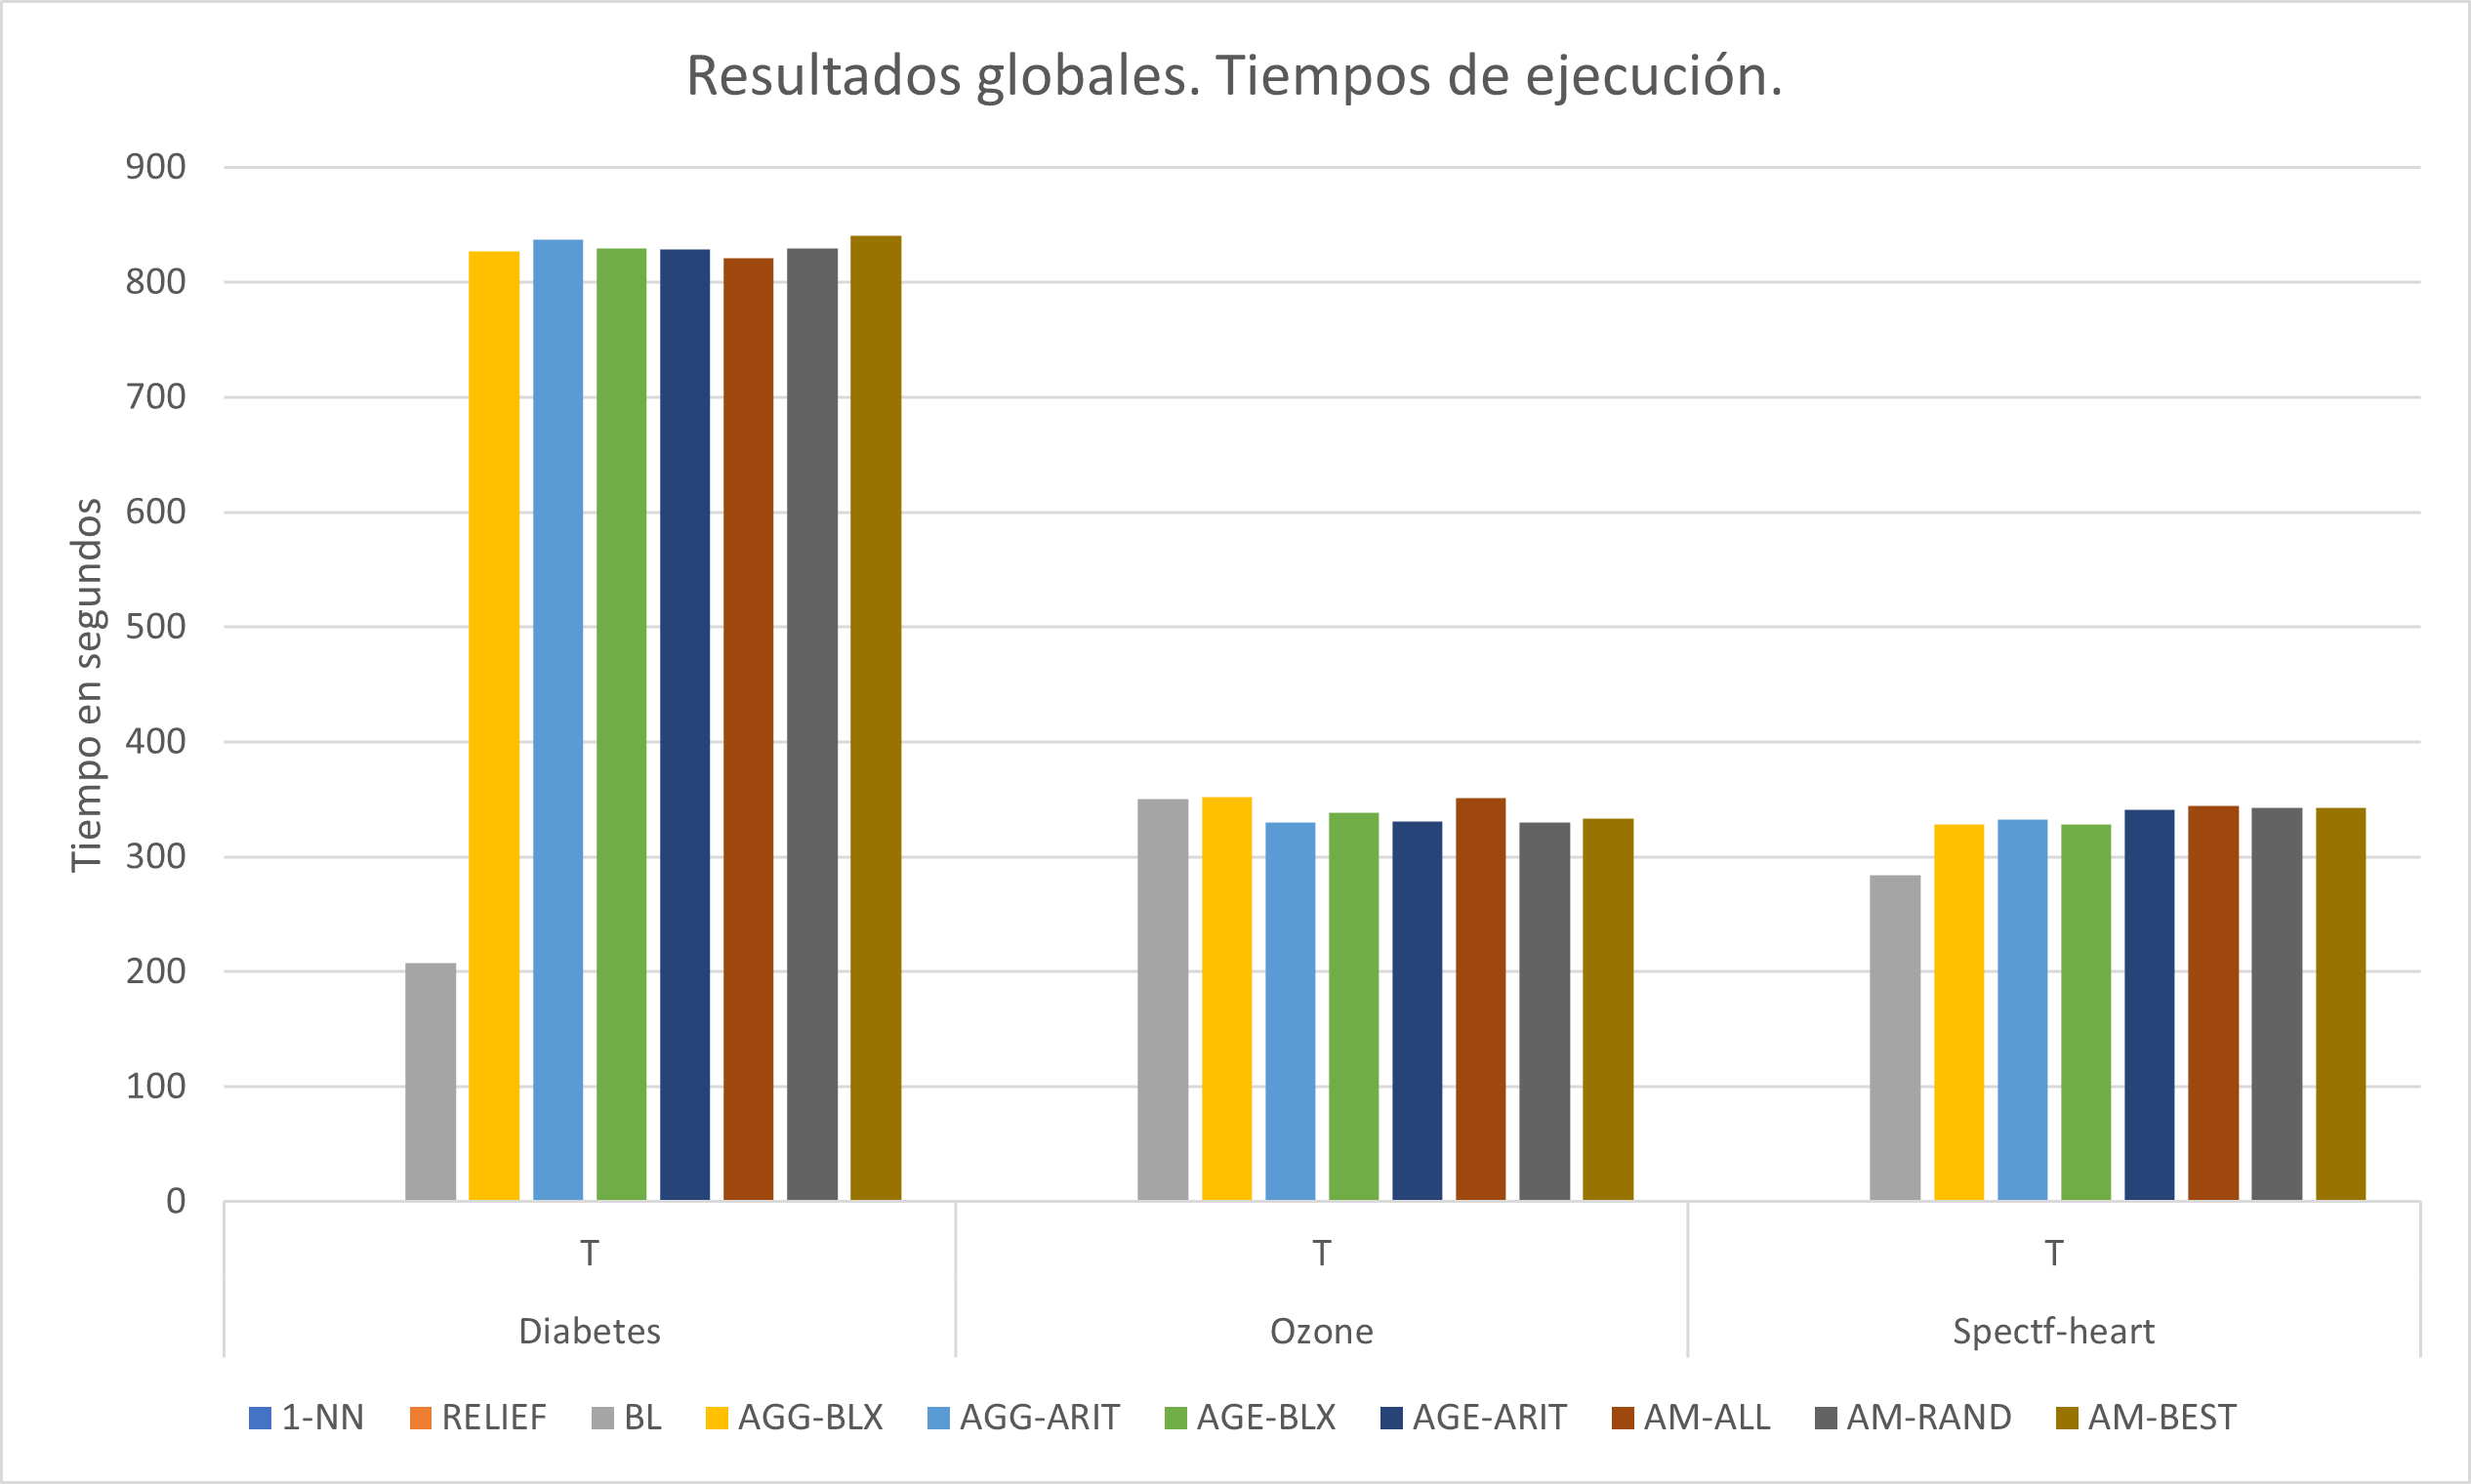 Resultados globales. Tiempos de ejecución.
900
800
700
600
500
400
300
200
100
0
Tiempo en segundos
T T T
Diabetes Ozone Spectf-heart
1-NN RELIEF BL AGG-BLX AGG-ARIT AGE-BLX AGE-ARIT AM-ALL AM-RAND AM-BEST